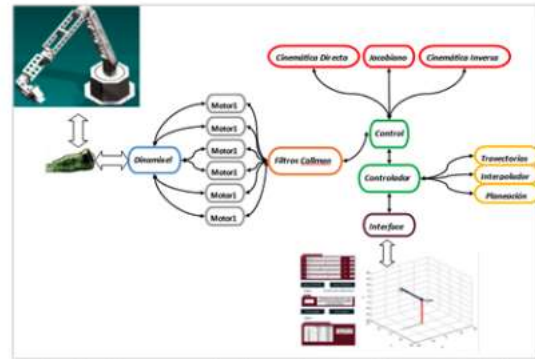 Cinemática Directa
Jacobiano
Cinemática Inversa
Motor1
Motor1
Motor1
Motor1
Motor1
Motor1
Dinamixel
Filtros Callman
Control
Controlador
Trayectorias
Interpolador
Planeación
Interface